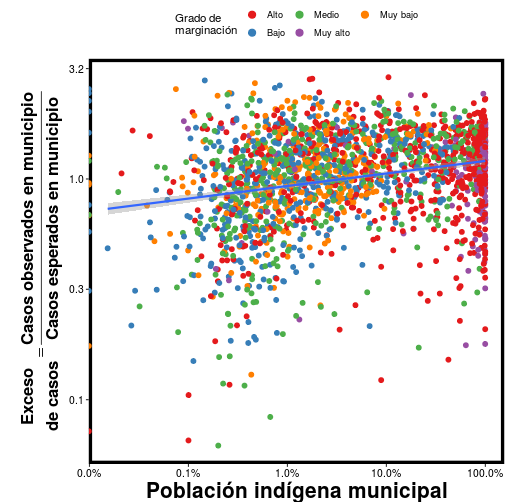 Grado de
marginación
Alto
Medio
Muy bajo
Bajo
Muy alto
Exceso
de casos
=
Casos observados en municipio
Casos esperados en municipio
3.2
1.0
0.3
0.1
0.0%
0.1%
1.0%
10.0%
100.0%
Población indígena municipal